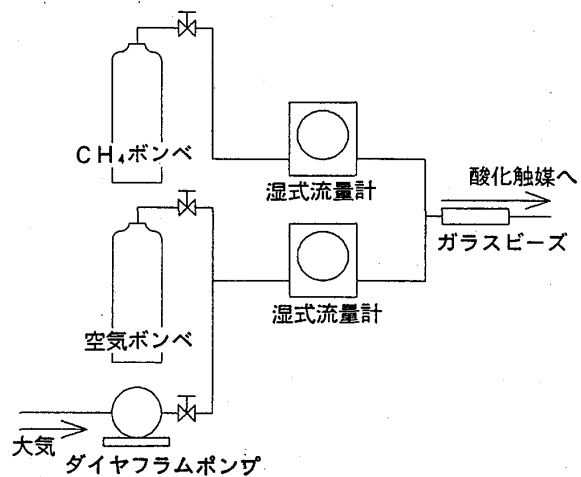 CH₄ボンベ
湿式流量計
酸化触媒へ
ガラスビーズ
湿式流量計
空気ボンベ
大気
ダイヤフラムポンプ